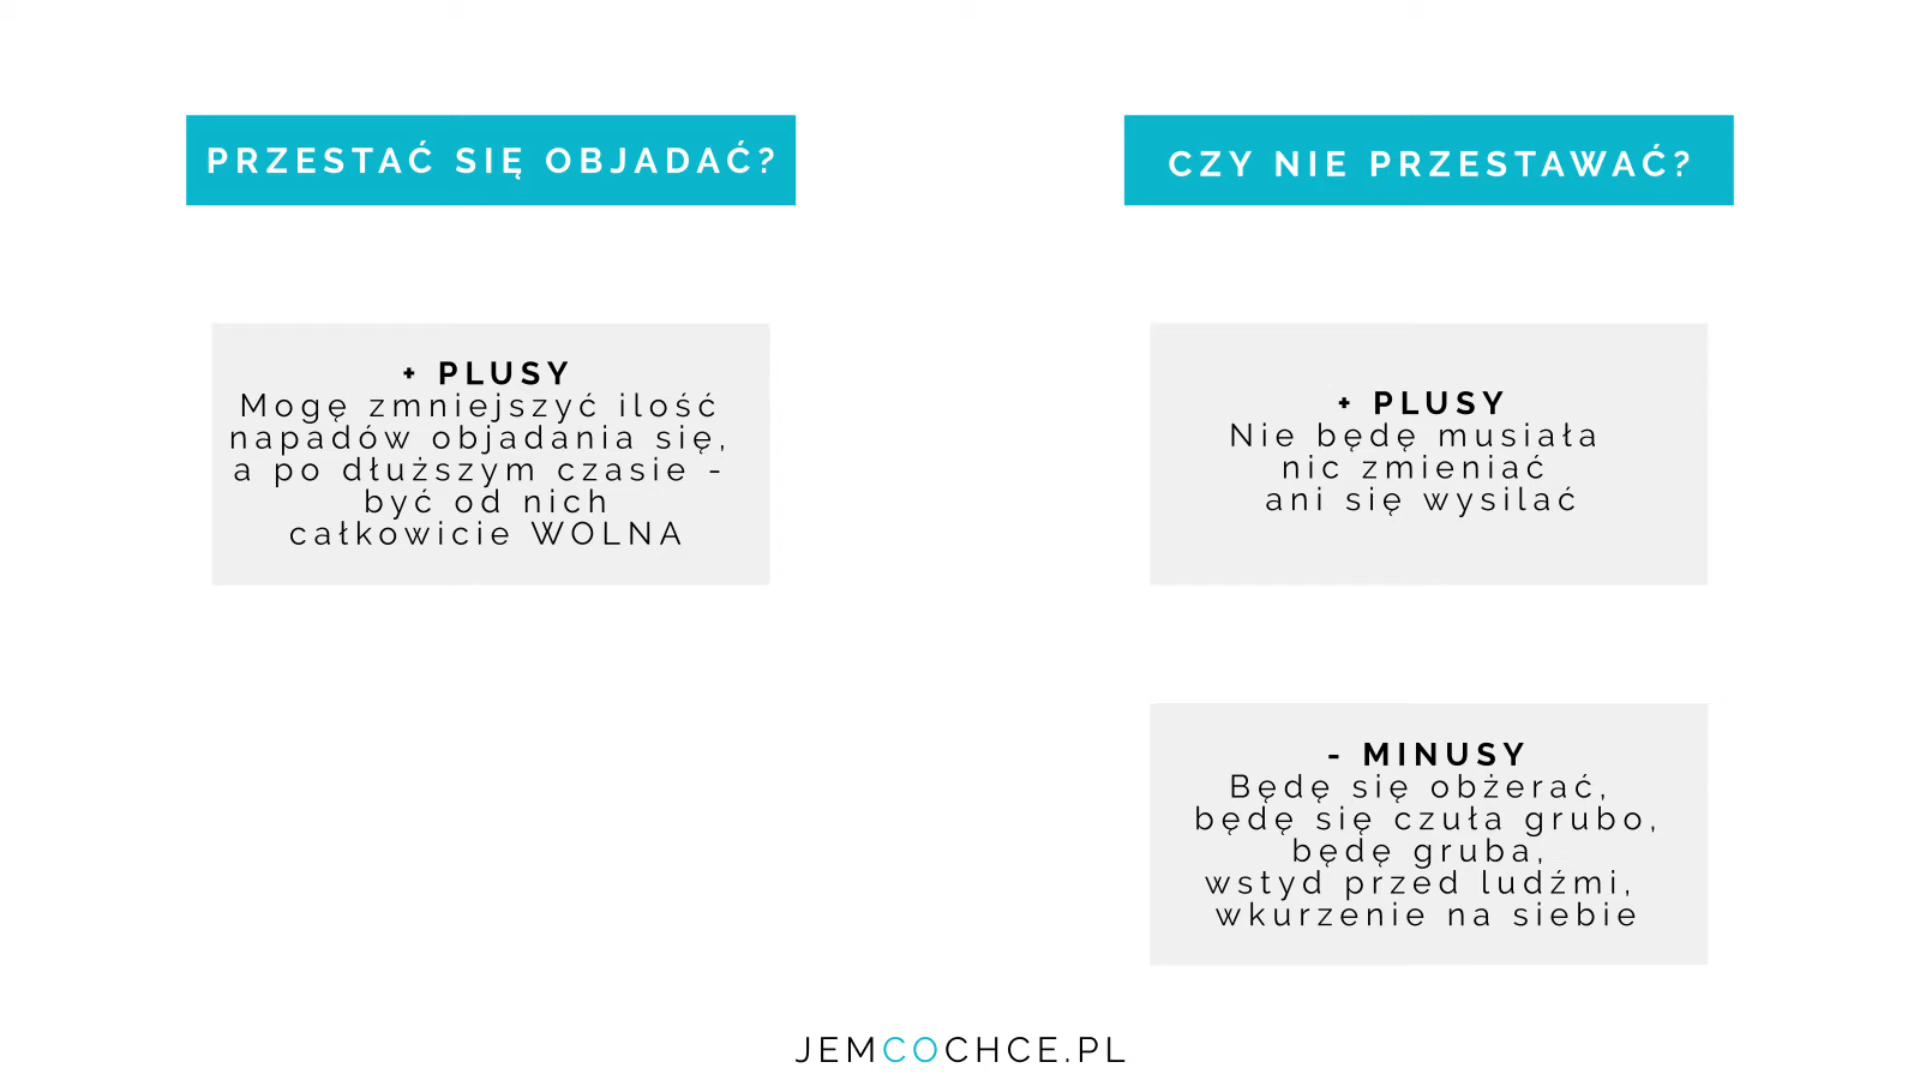 PRZESTAĆ SIĘ OBJADAĆ?
+ PLUSY
Mogę zmniejszyć ilość
napadów objadania się,
a po dłuższym czasie -
być od nich
całkowicie WOLNA
CZY NIE PRZESTAWAĆ?
+ PLUSY
Nie będę musiała
nic zmieniać
ani się wysilać
- MINUSY
Będę się obżerać,
będę się czuła grubo,
będę gruba,
wstyd przed ludźmi,
wkurzenie na siebie
JEMCOCHCE.PL